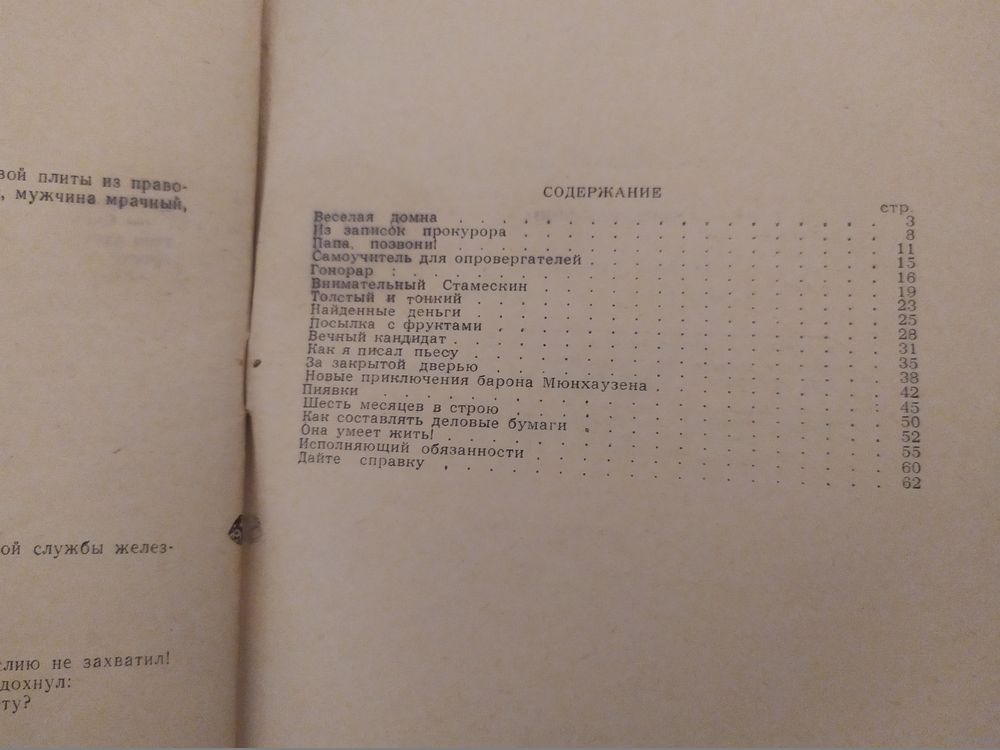 вой плиты из право-
, мужчина мрачный,
ой службы желез-
елию не захватил!
дохнул:
ту?
СОДЕРЖАНИЕ
стр.
Веселая домна . . . . . . . . . . . . 3
Из записок прокурора . . . . . . . . . . 8
Папа, позвони! . . . . . . . . . . . . 11
Самоучитель для опровергателей . . . . . . . . 15
Гонорар : . . . . . . . . . . . . . 16
Внимательный Стамескин . . . . . . . . . 19
Толстый и тонкий . . . . . . . . . . . 23
Найденные деньги . . . . . . . . . . . 25
Посылка с фруктами . . . . . . . . . . 28
Вечный кандидат . . . . . . . . . . . 31
Как я писал пьесу . . . . . . . . . . . 35
За закрытой дверью . . . . . . . . . . 38
Новые приключения барона Мюнхаузена . . . . . . 42
Пиявки . . . . . . . . . . . . . 45
Шесть месяцев в строю . . . . . . . . . . 50
Как составлять деловые бумаги . . . . . . . . 52
Она умеет жить! . . . . . . . . . . . 55
Исполняющий обязанности . . . . . . . . . 60
Дайте справку . . . . . . . . . . . . 62